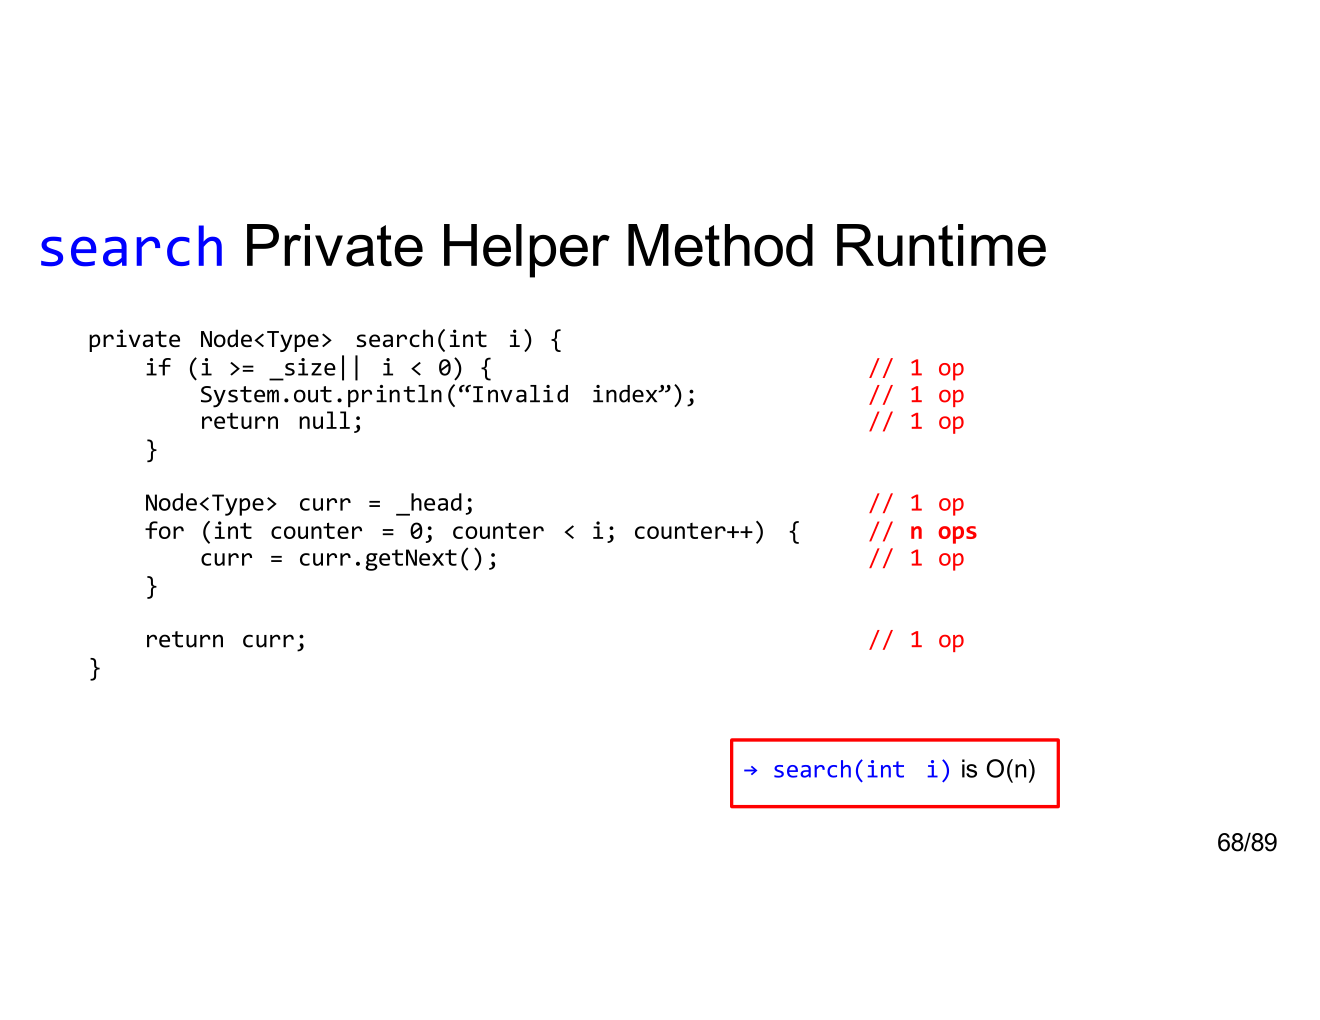 search Private Helper Method Runtime
private Node<Type> search(int i) {
if (i >= _size|| i < 0) { // 1 op
System.out.println(“Invalid index”); // 1 op
return null; // 1 op
}
Node<Type> curr = _head; // 1 op
for (int counter = 0; counter < i; counter++) { // n ops
curr = curr.getNext(); // 1 op
}
return curr; // 1 op
}
→ search(int i) is O(n)
68/89